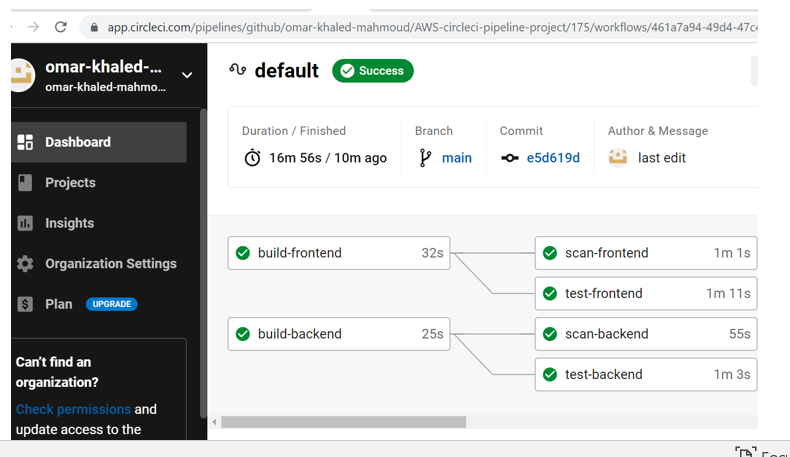 app.circleci.com/pipelines/github/omar-khaled-mahmoud/AWS-circleci-pipeline-project/175/workflows/461a7a94-49d4-47c4
omar-khaled-...
omar-khaled-mahmo...
default
Success
Dashboard
Projects
Insights
Organization Settings
Plan UPGRADE
Can't find an
organization?
Check permissions and
update access to the
Duration / Finished
16m 56s / 10m ago
Branch
main
Commit
e5d619d
Author & Message
last edit
build-frontend 32s
scan-frontend 1m 1s
test-frontend 1m 11s
build-backend 25s
scan-backend 55s
test-backend 1m 3s